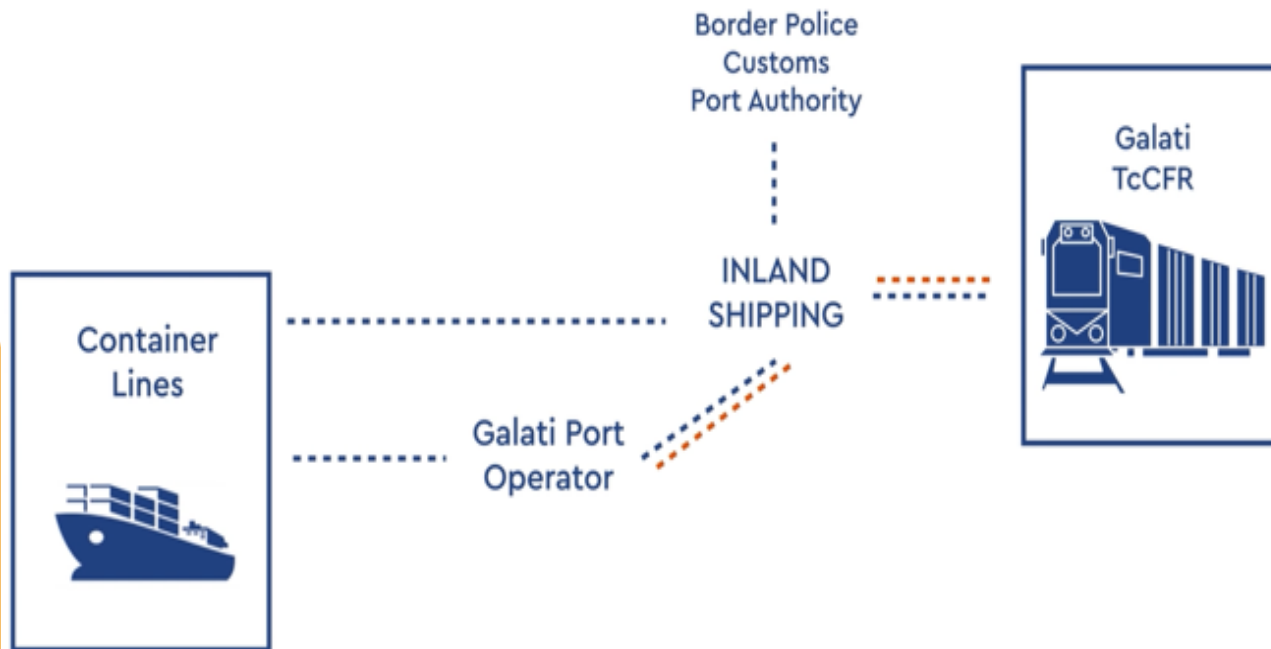 Border Police
Customs
Port Authority
Galati
TcCFR
INLAND
SHIPPING
Container
Lines
Galati Port
Operator